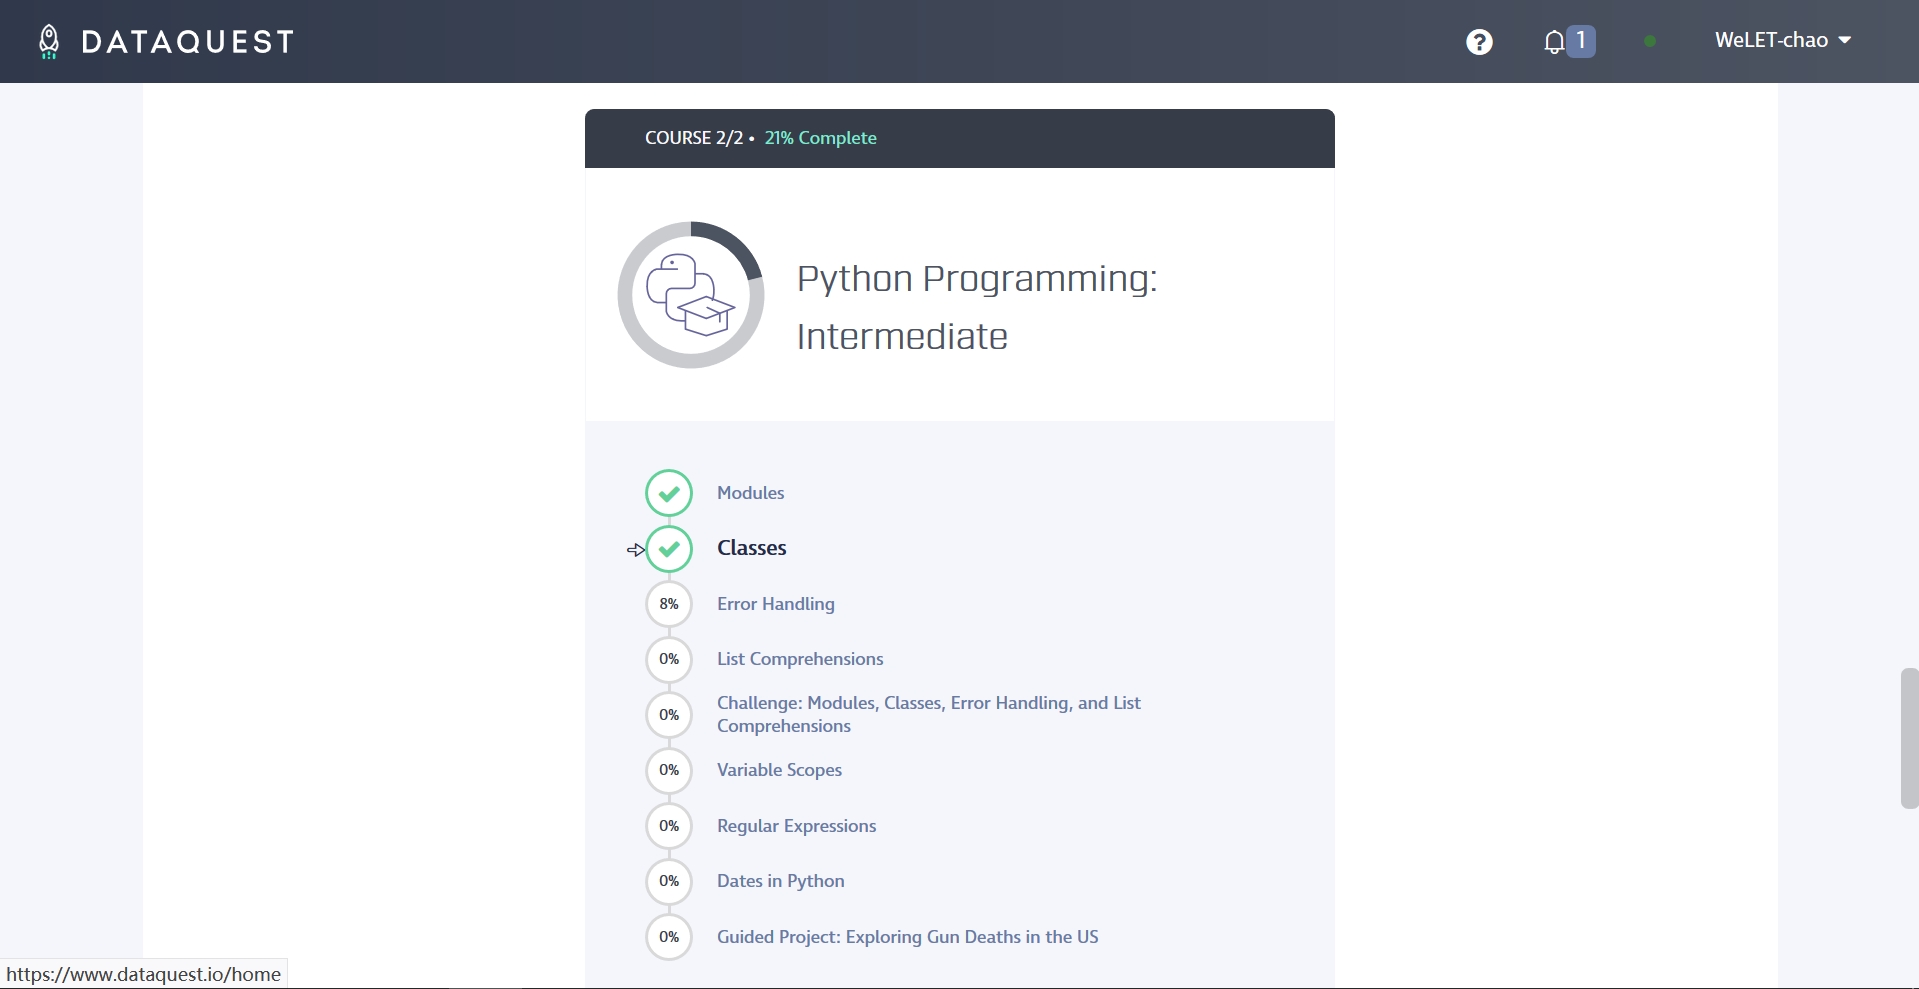 DATAQUEST
?
1
WeLET-chao
COURSE 2/2 • 21% Complete
Python Programming:
Intermediate
Modules
Classes
8% Error Handling
0% List Comprehensions
0% Challenge: Modules, Classes, Error Handling, and List
Comprehensions
0% Variable Scopes
0% Regular Expressions
0% Dates in Python
0% Guided Project: Exploring Gun Deaths in the US
https://www.dataquest.io/home